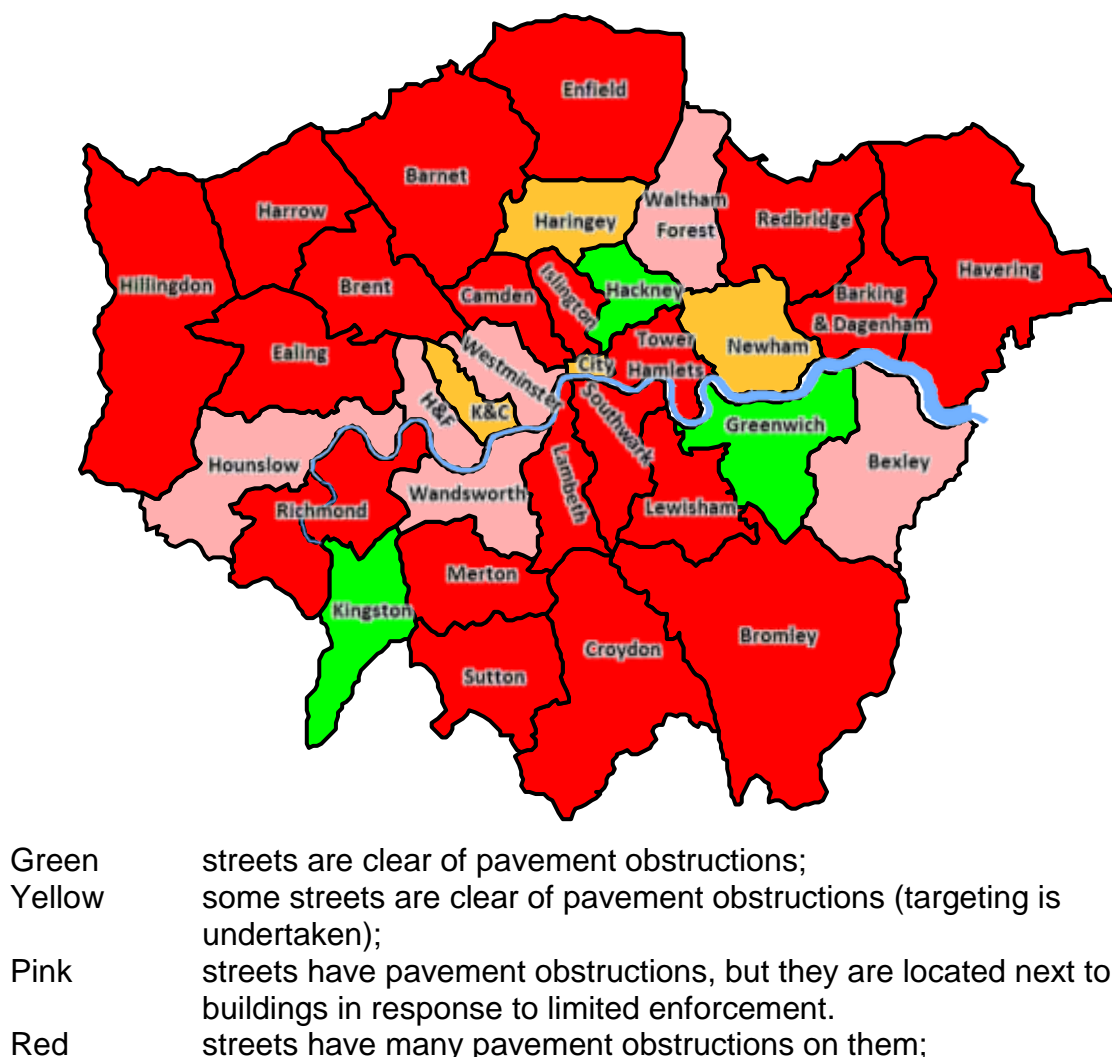 Enfield
Barnet
Waltham
Harrow
Haringey
Redbridge
Forest
Hillingdon
Brent
Camden
Islington
Hackney
Havering
Barking
& Dagenham
Ealing
Tower
Hamlets
Newham
City
Westminster
H&F
K&C
Southwark
Greenwich
Hounslow
Bexley
Wandsworth
Lambeth
Richmond
Lewisham
Merton
Kingston
Bromley
Croydon
Sutton
Green streets are clear of pavement obstructions;
Yellow some streets are clear of pavement obstructions (targeting is
undertaken);
Pink streets have pavement obstructions, but they are located next to
buildings in response to limited enforcement.
Red streets have many pavement obstructions on them;